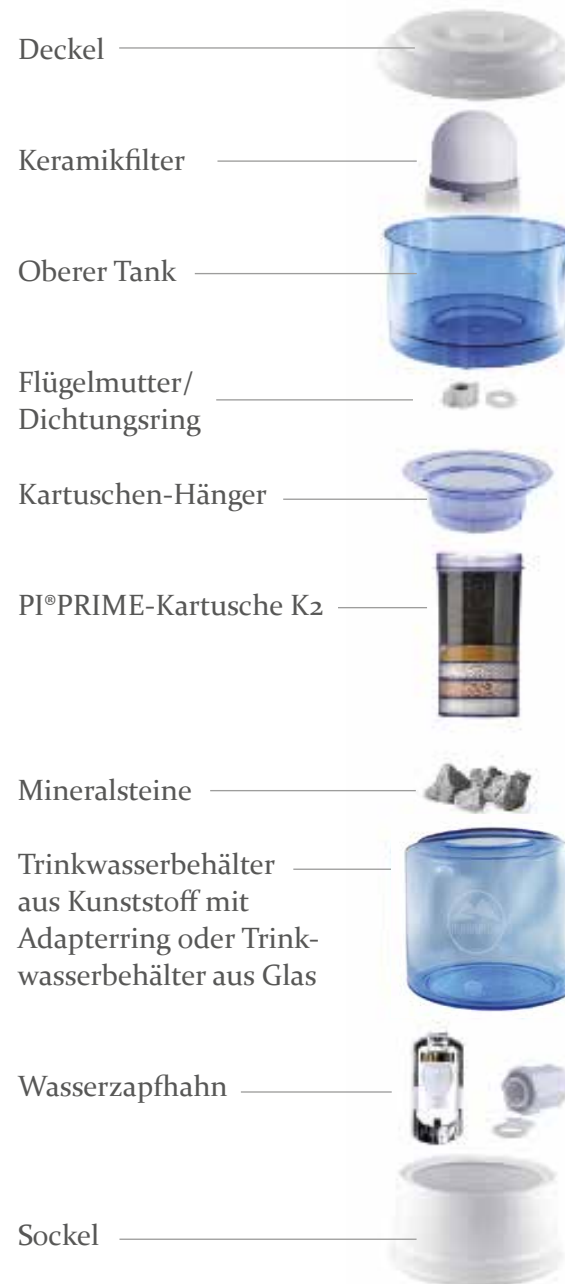 Deckel
Keramikfilter
Oberer Tank
Flügelmutter/
Dichtungsring
Kartuschen-Hänger
PI®PRIME-Kartusche K2
Mineralsteine
Trinkwasserbehälter
aus Kunststoff mit
Adapterring oder Trink-
wasserbehälter aus Glas
Wasserzapfhahn
Sockel